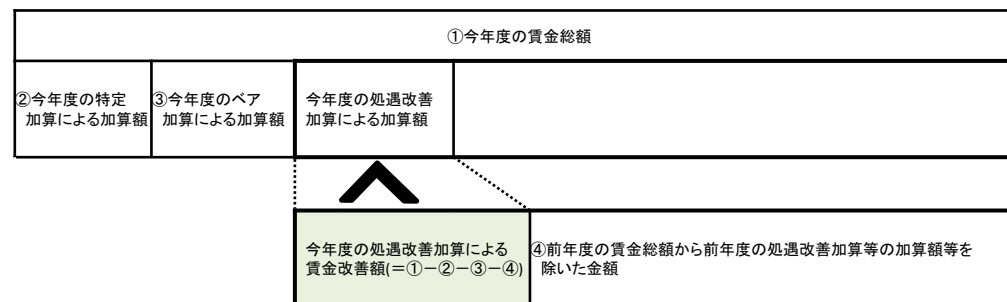 ①今年度の賃金総額
②今年度の特定
加算による加算額
③今年度のベア
加算による加算額
今年度の処遇改善
加算による加算額
今年度の処遇改善加算による
賃金改善額(=①-②-③-④)
④前年度の賃金総額から前年度の処遇改善加算等の加算額等を
除いた金額